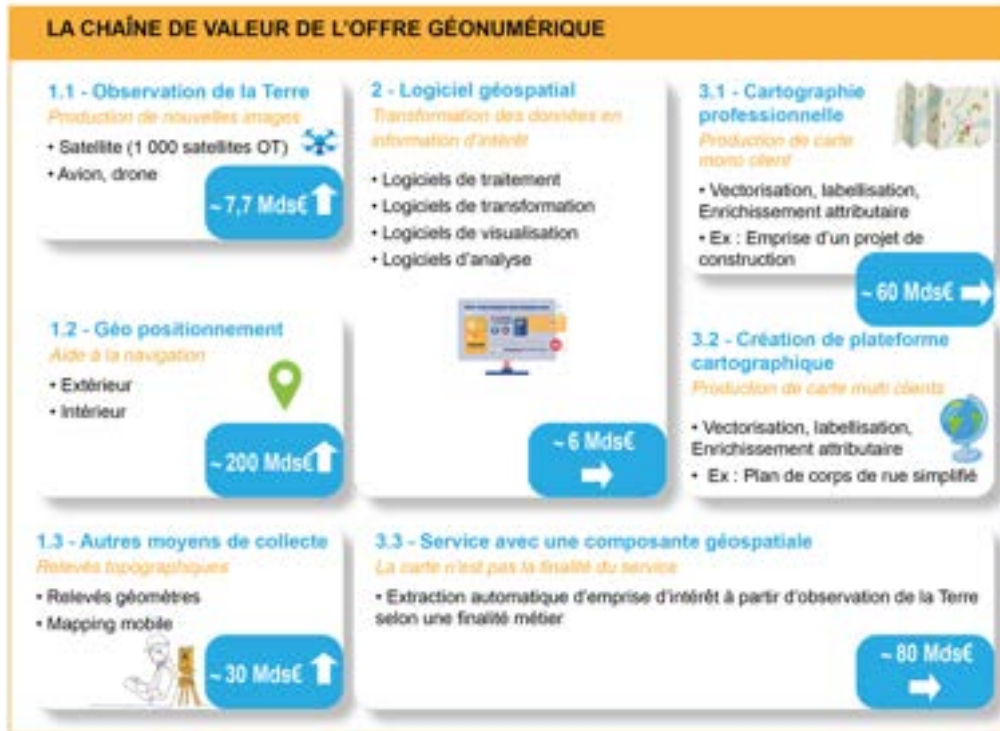 LA CHAÎNE DE VALEUR DE L'OFFRE GÉONUMÉRIQUE
1.1 - Observation de la Terre
Production de nouvelles images
• Satellite (1 000 satellites OT)
• Avion, drone
~ 7,7 Mds€
1.2 - Géo positionnement
Aide à la navigation
• Extérieur
• Intérieur
~ 200 Mds€
1.3 - Autres moyens de collecte
Relevés topographiques
• Relevés géomètres
• Mapping mobile
~ 30 Mds€
2 - Logiciel géospatial
Transformation des données en
information d'intérêt
• Logiciels de traitement
• Logiciels de transformation
• Logiciels de visualisation
• Logiciels d'analyse
~ 6 Mds€
3.1 - Cartographie
professionnelle
Production de carte
mono client
• Vectorisation, labellisation,
Enrichissement attributaire
• Ex : Emprise d'un projet de
construction
~ 60 Mds€
3.2 - Création de plateforme
cartographique
Production de carte multi clients
• Vectorisation, labellisation,
Enrichissement attributaire
• Ex : Plan de corps de rue simplifié
3.3 - Service avec une composante géospatiale
La carte n'est pas la finalité du service
• Extraction automatique d'emprise d'intérêt à partir d'observation de la Terre
selon une finalité métier
~ 80 Mds€